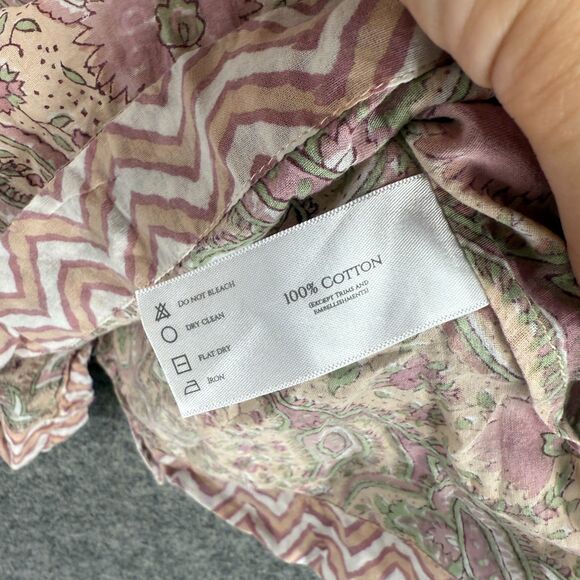 DO NOT BLEACH
DRY CLEAN
FLAT DRY
IRON
100% COTTON
(EXCEPT TRIMS AND
EMBELLISHMENTS)